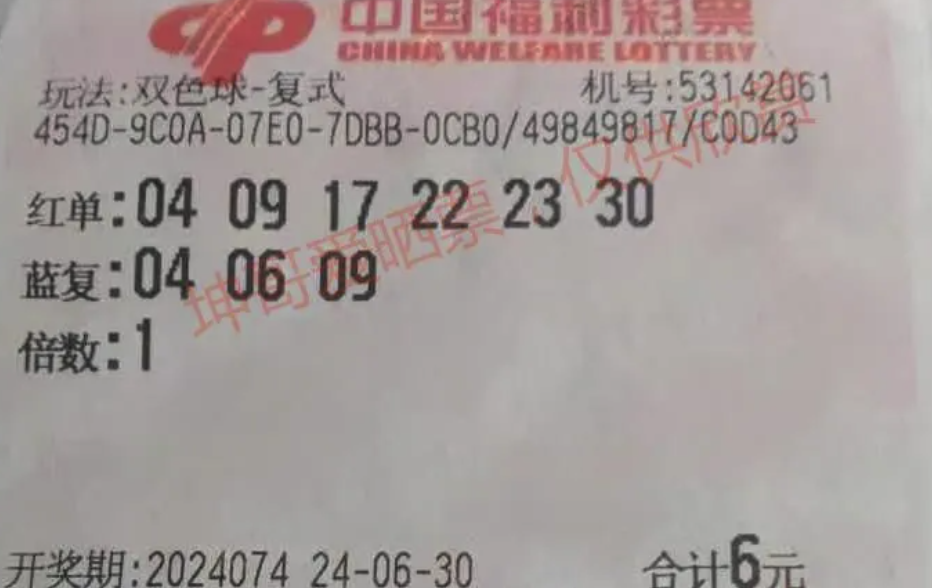 中国福利彩票
CHINA WELFARE LOTTERY
玩法:双色球-复式 机号:53142061
454D-9C0A-07E0-7DBB-0CB0/49849817/C0D43
红单:04 09 17 22 23 30
蓝复:04 06 09
倍数:1
坤哥爱晒票 仅供欣赏
开奖期:2024074 24-06-30 合计6元